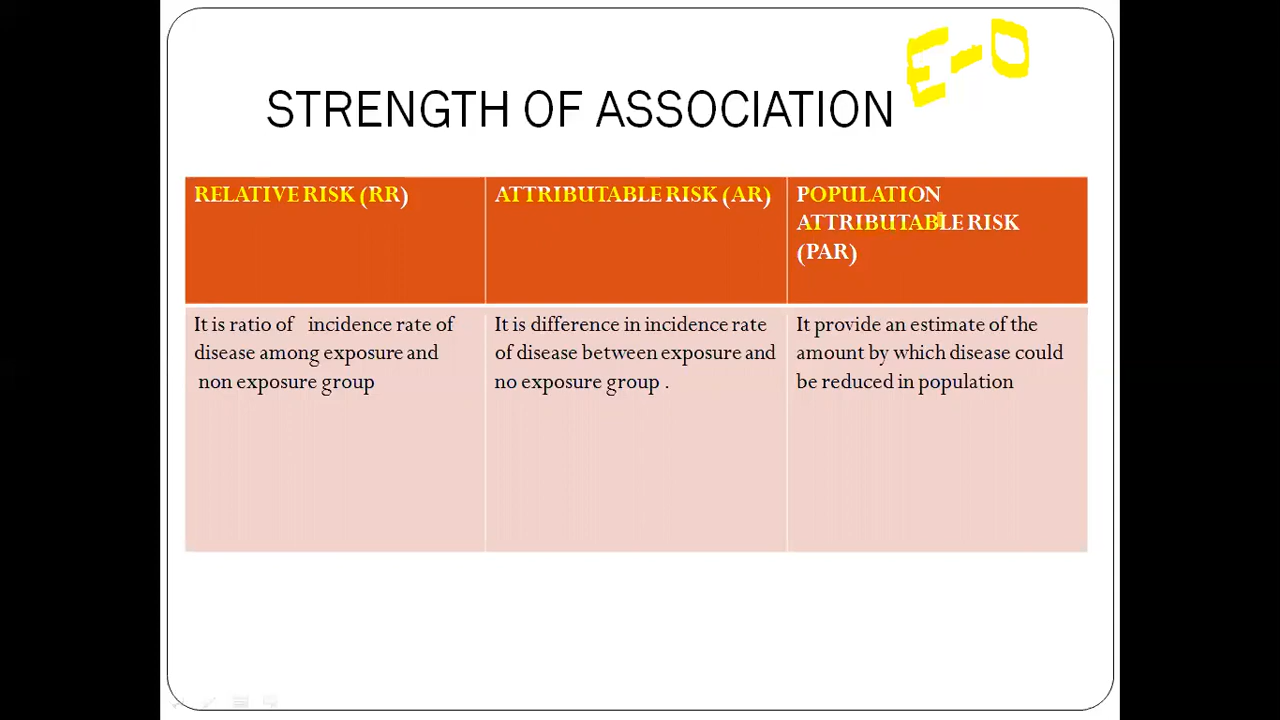 E-D
STRENGTH OF ASSOCIATION
RELATIVE RISK (RR)
ATTRIBUTABLE RISK (AR)
POPULATION
ATTRIBUTABLE RISK
(PAR)
It is ratio of incidence rate of
disease among exposure and
non exposure group
It is difference in incidence rate
of disease between exposure and
no exposure group .
It provide an estimate of the
amount by which disease could
be reduced in population